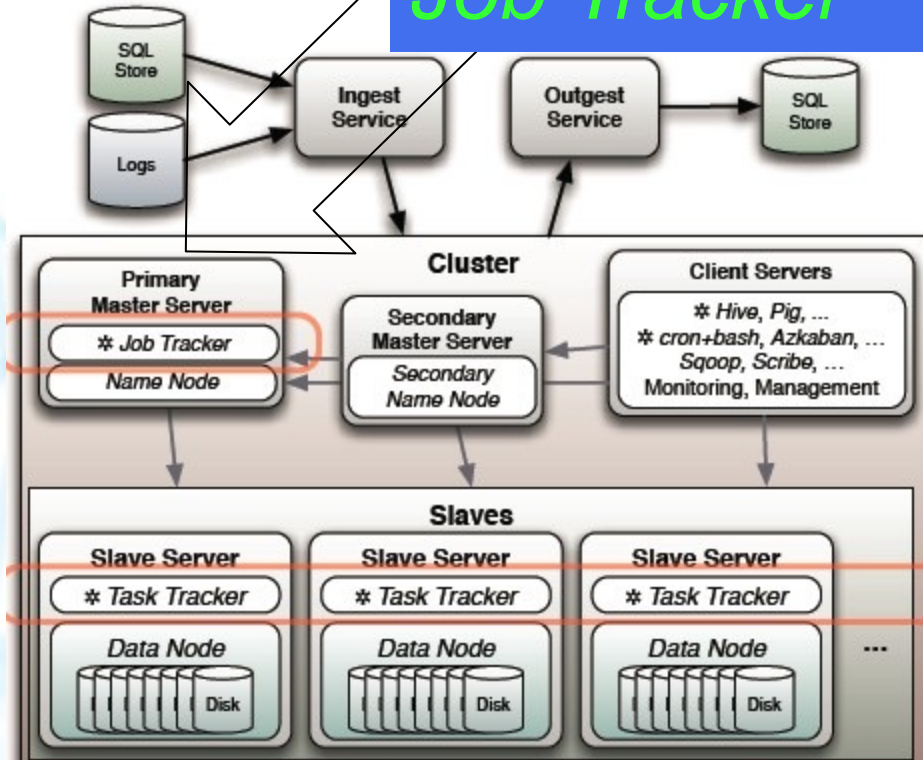 Job Tracker
SQL
Store
Logs
Ingest
Service
Outgest
Service
SQL
Store
Cluster
Primary
Master Server
✲ Job Tracker
Name Node
Secondary
Master Server
Secondary
Name Node
Client Servers
✲ Hive, Pig, ...
✲ cron+bash, Azkaban, ...
Sqoop, Scribe, ...
Monitoring, Management
Slaves
Slave Server
✲ Task Tracker
Data Node
Disk
Slave Server
✲ Task Tracker
Data Node
Disk
Slave Server
✲ Task Tracker
Data Node
Disk
...